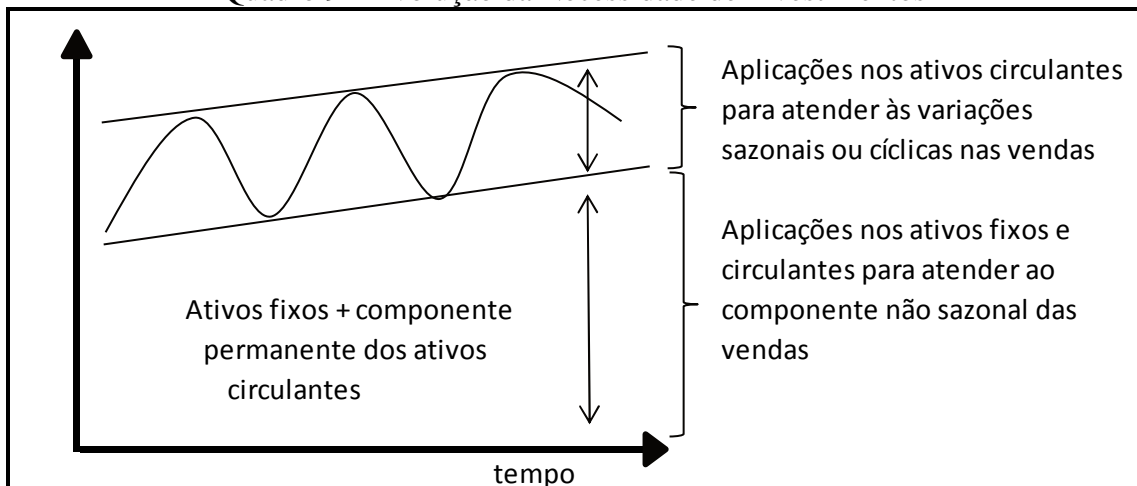 Aplicações nos ativos circulantes
para atender às variações
sazonais ou cíclicas nas vendas
Aplicações nos ativos fixos e
circulantes para atender ao
componente não sazonal das
vendas
Ativos fixos + componente
permanente dos ativos
circulantes
tempo